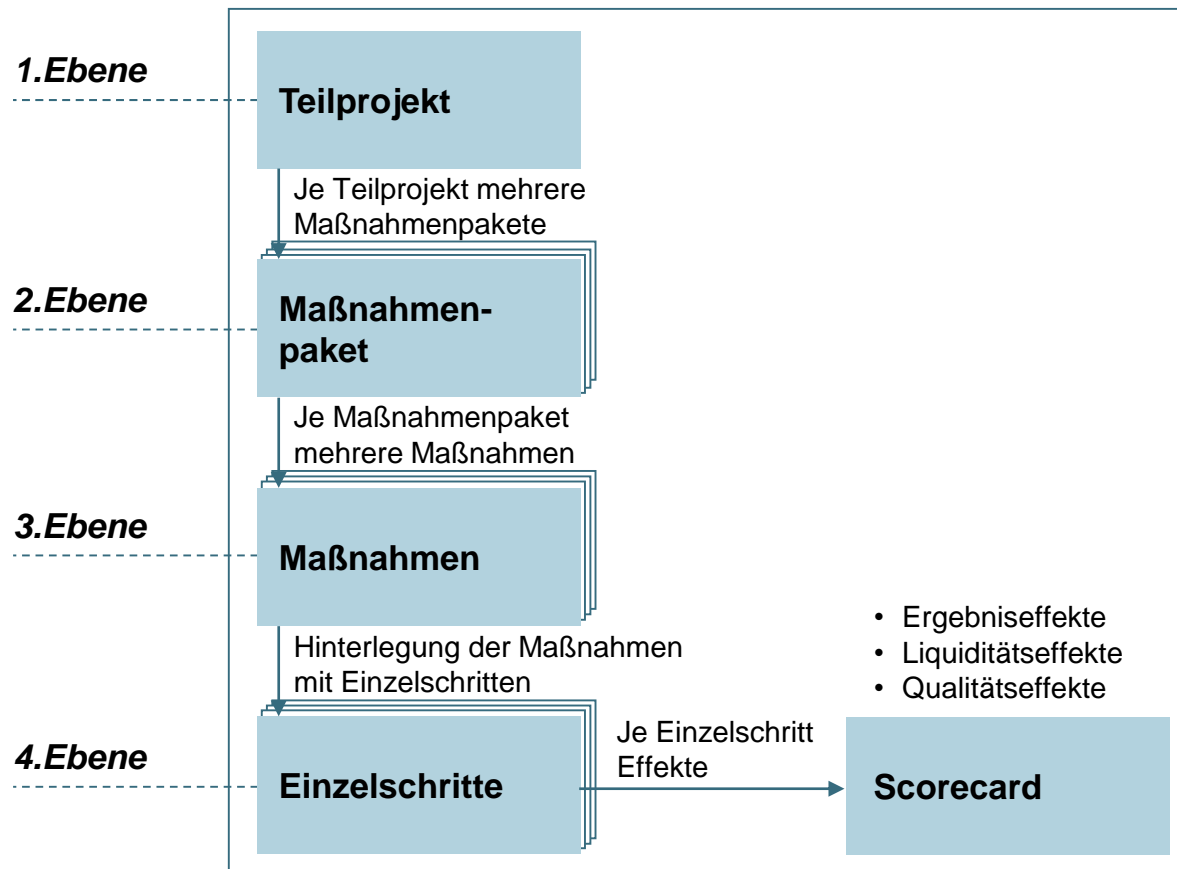 1.Ebene
Teilprojekt
Je Teilprojekt mehrere
Maßnahmenpakete
2.Ebene
Maßnahmen-
paket
Je Maßnahmenpaket
mehrere Maßnahmen
3.Ebene
Maßnahmen
Hinterlegung der Maßnahmen
mit Einzelschritten
• Ergebniseffekte
• Liquiditätseffekte
• Qualitätseffekte
4.Ebene
Einzelschritte
Je Einzelschritt
Effekte
Scorecard